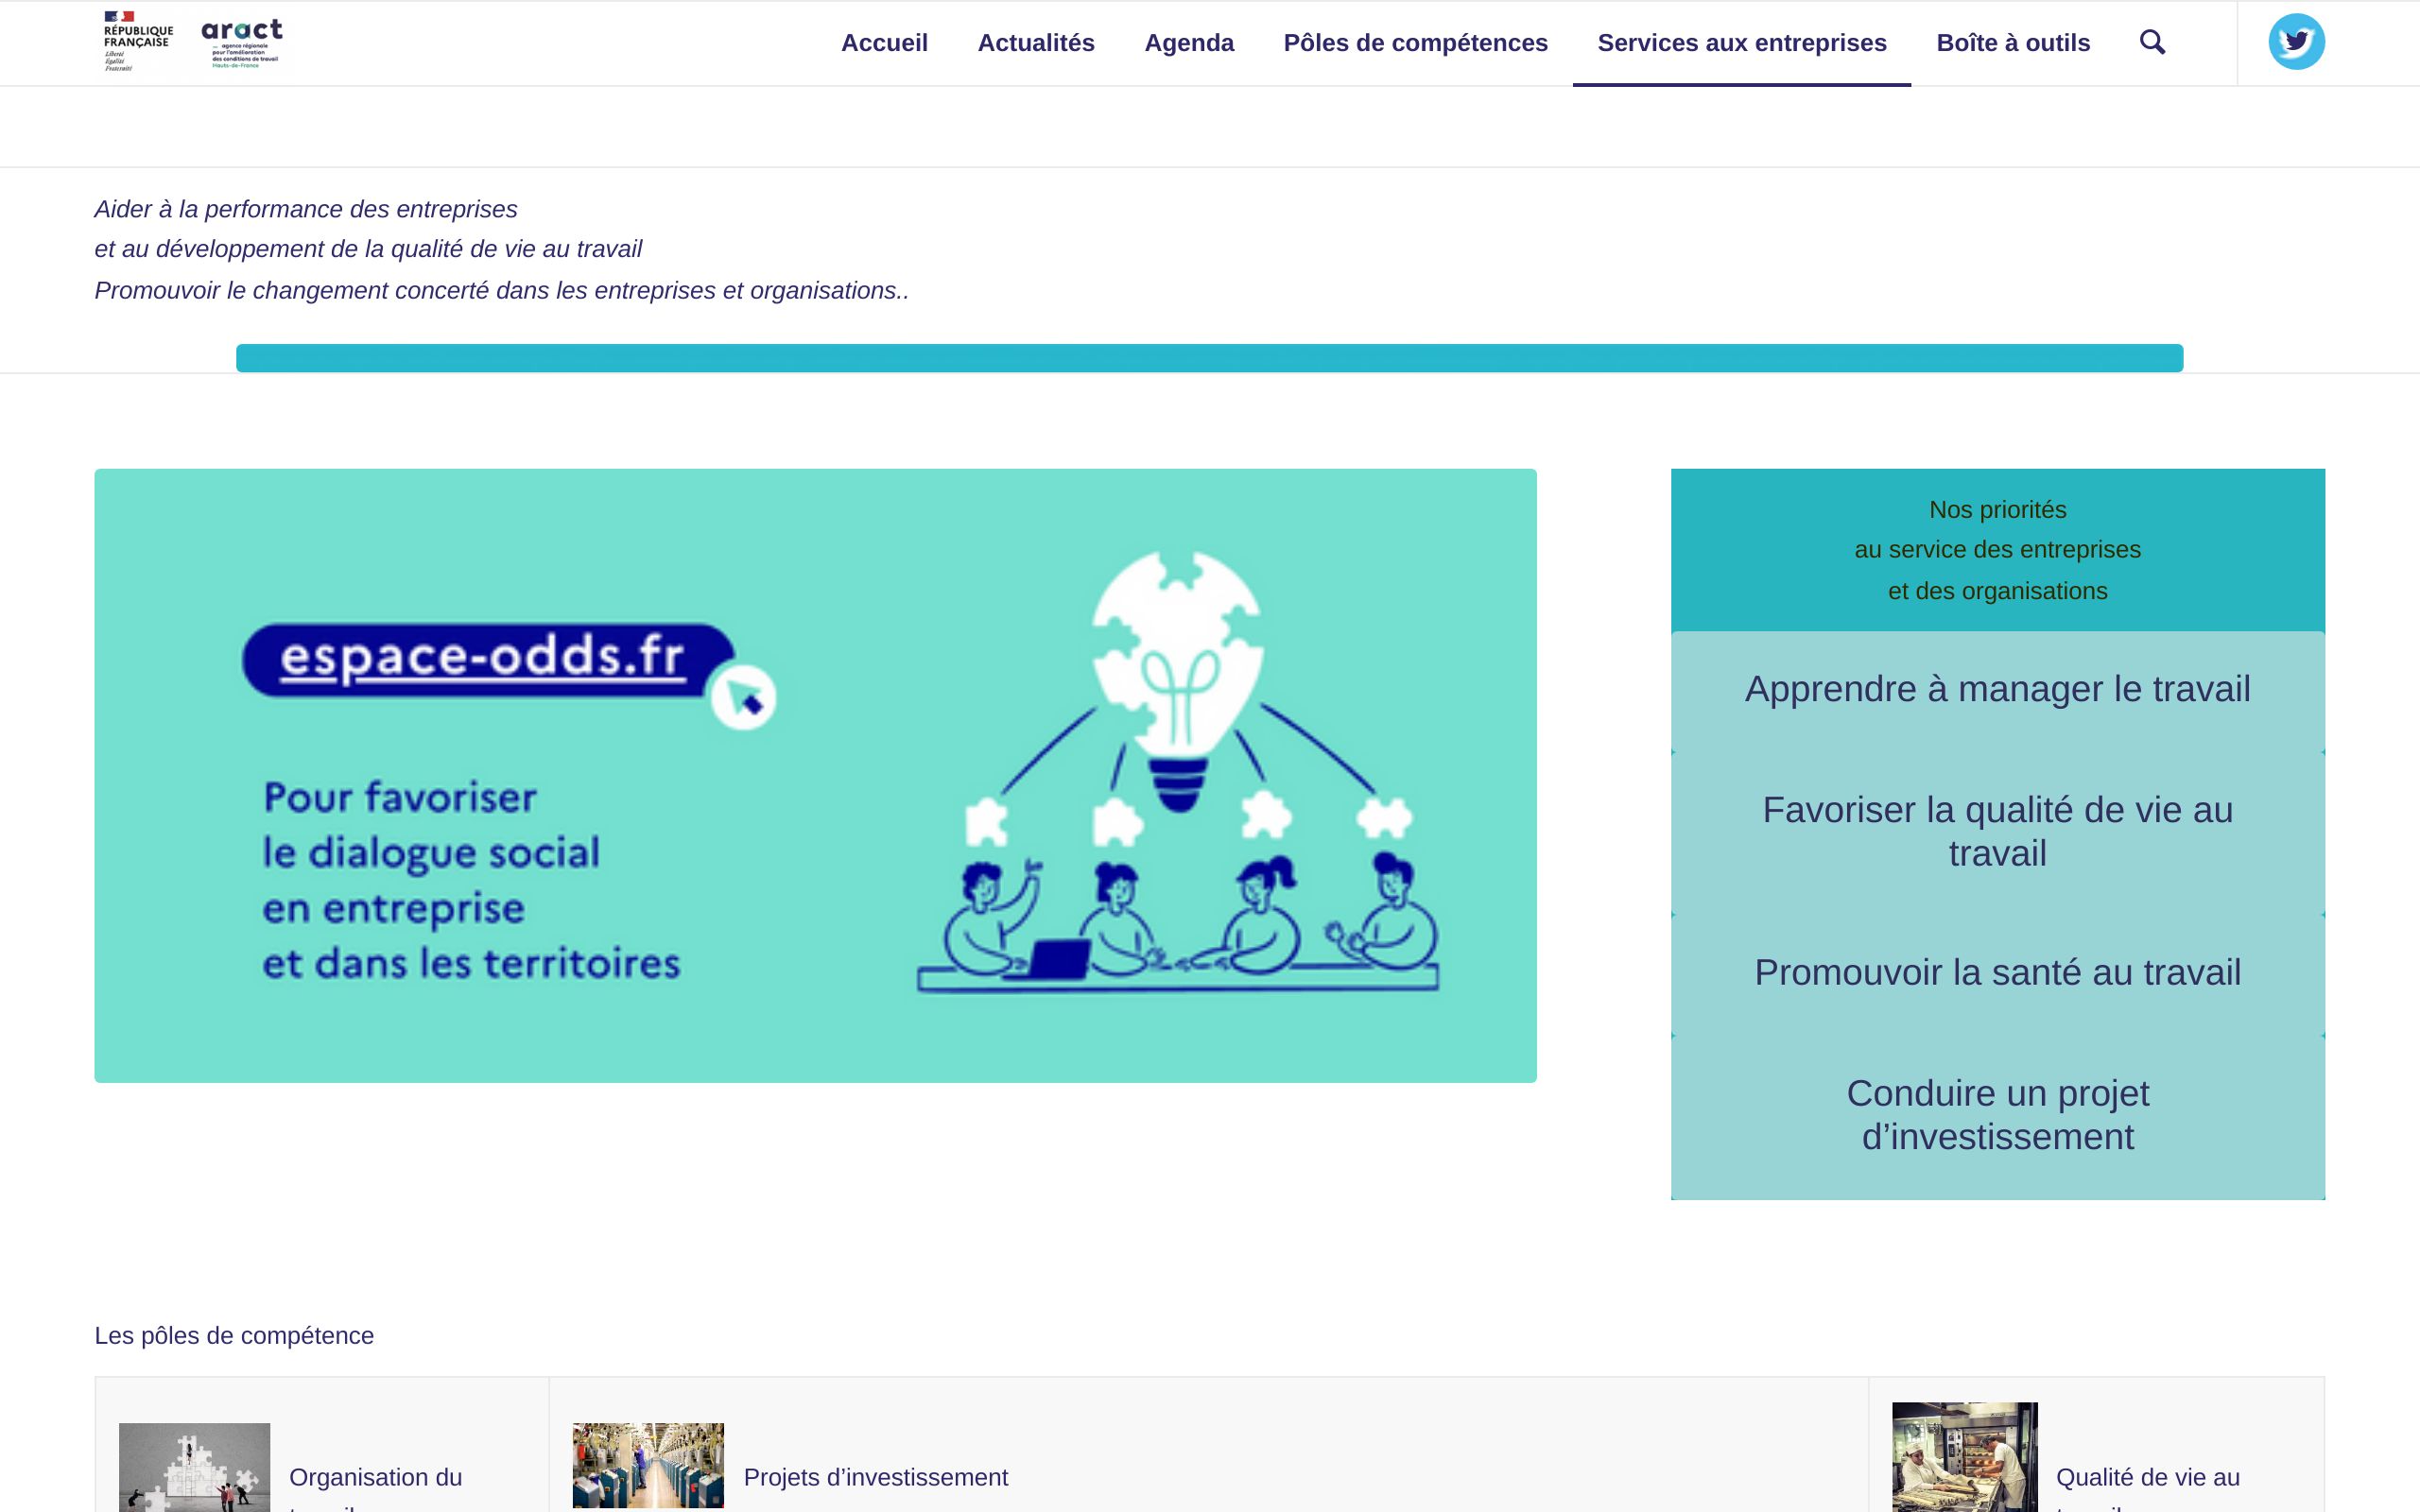 RÉPUBLIQUE
FRANÇAISE
Liberté
Égalité
Fraternité
aract
agence régionale
pour l'amélioration
des conditions de travail
Hauts-de-France
Accueil
Actualités
Agenda
Pôles de compétences
Services aux entreprises
Boîte à outils
Aider à la performance des entreprises
et au développement de la qualité de vie au travail
Promouvoir le changement concerté dans les entreprises et organisations..
espace-odds.fr
Pour favoriser
le dialogue social
en entreprise
et dans les territoires
Nos priorités
au service des entreprises
et des organisations
Apprendre à manager le travail
Favoriser la qualité de vie au
travail
Promouvoir la santé au travail
Conduire un projet
d’investissement
Les pôles de compétence
Organisation du
Projets d’investissement
Qualité de vie au